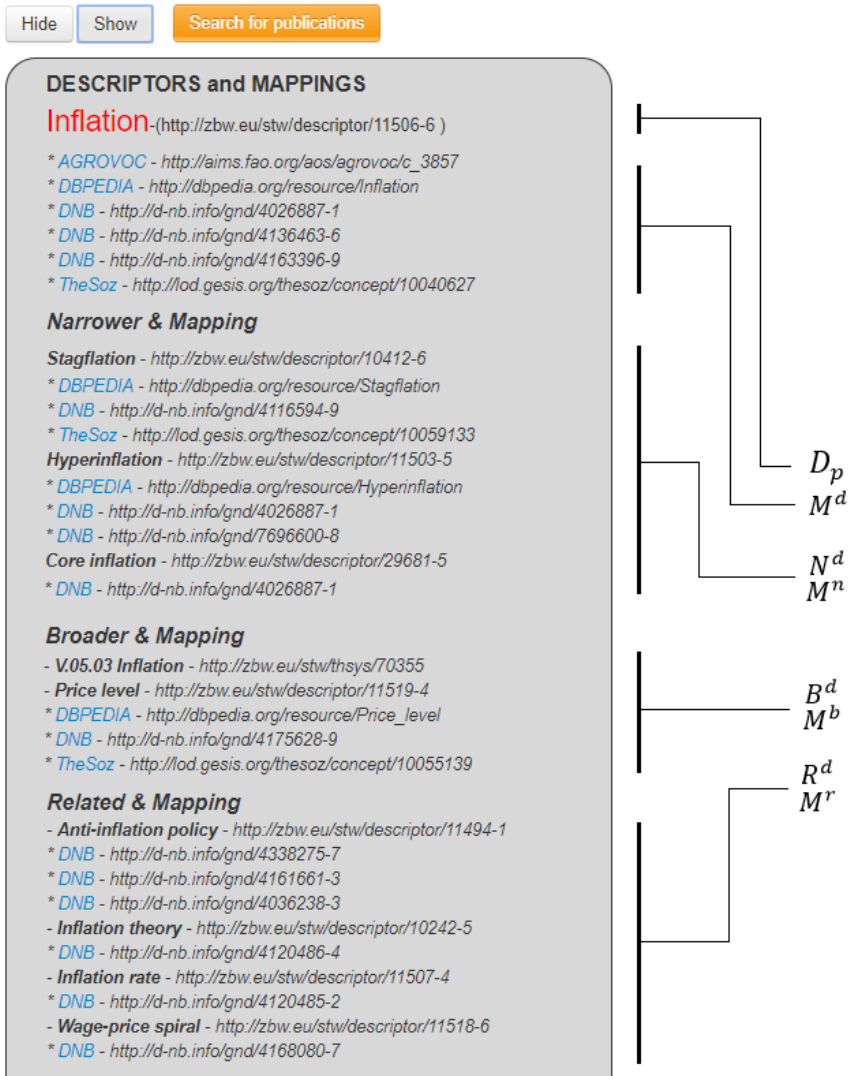 Hide Show Search for publications
DESCRIPTORS and MAPPINGS
Inflation-(http://zbw.eu/stw/descriptor/11506-6 )
* AGROVOC - http://aims.fao.org/aos/agrovoc/c_3857
* DBPEDIA - http://dbpedia.org/resource/Inflation
* DNB - http://d-nb.info/gnd/4026887-1
* DNB - http://d-nb.info/gnd/4136463-6
* DNB - http://d-nb.info/gnd/4163396-9
* TheSoz - http://lod.gesis.org/thesoz/concept/10040627
Narrower & Mapping
Stagflation - http://zbw.eu/stw/descriptor/10412-6
* DBPEDIA - http://dbpedia.org/resource/Stagflation
* DNB - http://d-nb.info/gnd/4116594-9
* TheSoz - http://lod.gesis.org/thesoz/concept/10059133
Hyperinflation - http://zbw.eu/stw/descriptor/11503-5
* DBPEDIA - http://dbpedia.org/resource/Hyperinflation
* DNB - http://d-nb.info/gnd/4026887-1
* DNB - http://d-nb.info/gnd/7696600-8
Core inflation - http://zbw.eu/stw/descriptor/29681-5
* DNB - http://d-nb.info/gnd/4026887-1
Broader & Mapping
- V.05.03 Inflation - http://zbw.eu/stw/thsys/70355
- Price level - http://zbw.eu/stw/descriptor/11519-4
* DBPEDIA - http://dbpedia.org/resource/Price_level
* DNB - http://d-nb.info/gnd/4175628-9
* TheSoz - http://lod.gesis.org/thesoz/concept/10055139
Related & Mapping
- Anti-inflation policy - http://zbw.eu/stw/descriptor/11494-1
* DNB - http://d-nb.info/gnd/4338275-7
* DNB - http://d-nb.info/gnd/4161661-3
* DNB - http://d-nb.info/gnd/4036238-3
- Inflation theory - http://zbw.eu/stw/descriptor/10242-5
* DNB - http://d-nb.info/gnd/4120486-4
- Inflation rate - http://zbw.eu/stw/descriptor/11507-4
* DNB - http://d-nb.info/gnd/4120485-2
- Wage-price spiral - http://zbw.eu/stw/descriptor/11518-6
* DNB - http://d-nb.info/gnd/4168080-7
D_p
M^d
N^d
M^n
B^d
M^b
R^d
M^r